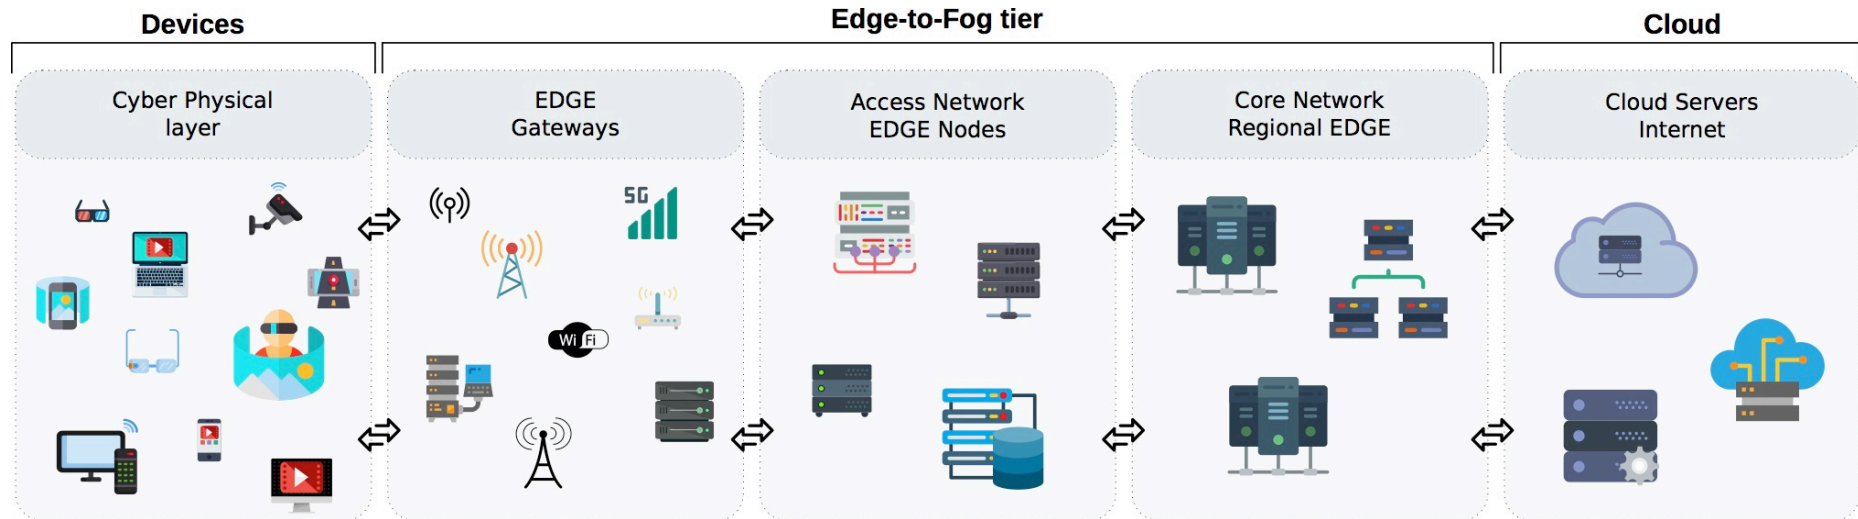 Devices
Edge-to-Fog tier
Cloud
Cyber Physical
layer
EDGE
Gateways
Access Network
EDGE Nodes
Core Network
Regional EDGE
Cloud Servers
Internet
5G
Wi Fi